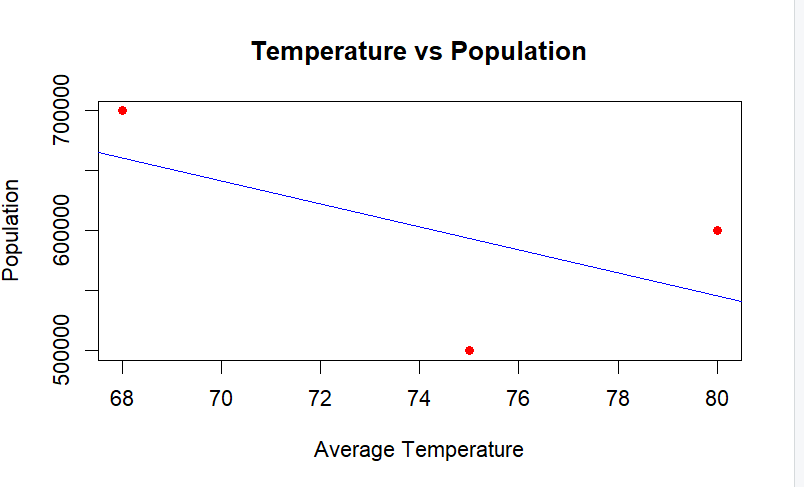 Temperature vs Population
Population
700000
600000
500000
68 70 72 74 76 78 80
Average Temperature